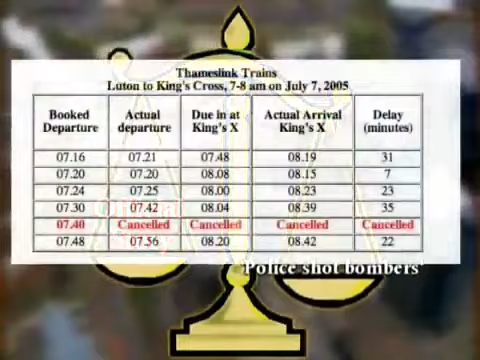 Thameslink Trains
Luton to King's Cross, 7-8 am on July 7, 2005
Booked Departure Actual departure Due in at King's X Actual Arrival King's X Delay (minutes)
07.16 07.21 07.48 08.19 31
07.20 07.20 08.08 08.15 7
07.24 07.25 08.00 08.23 23
07.30 07.42 08.04 08.39 35
07.40 Cancelled Cancelled Cancelled Cancelled
07.48 07.56 08.20 08.42 22
'Police shot bombers'